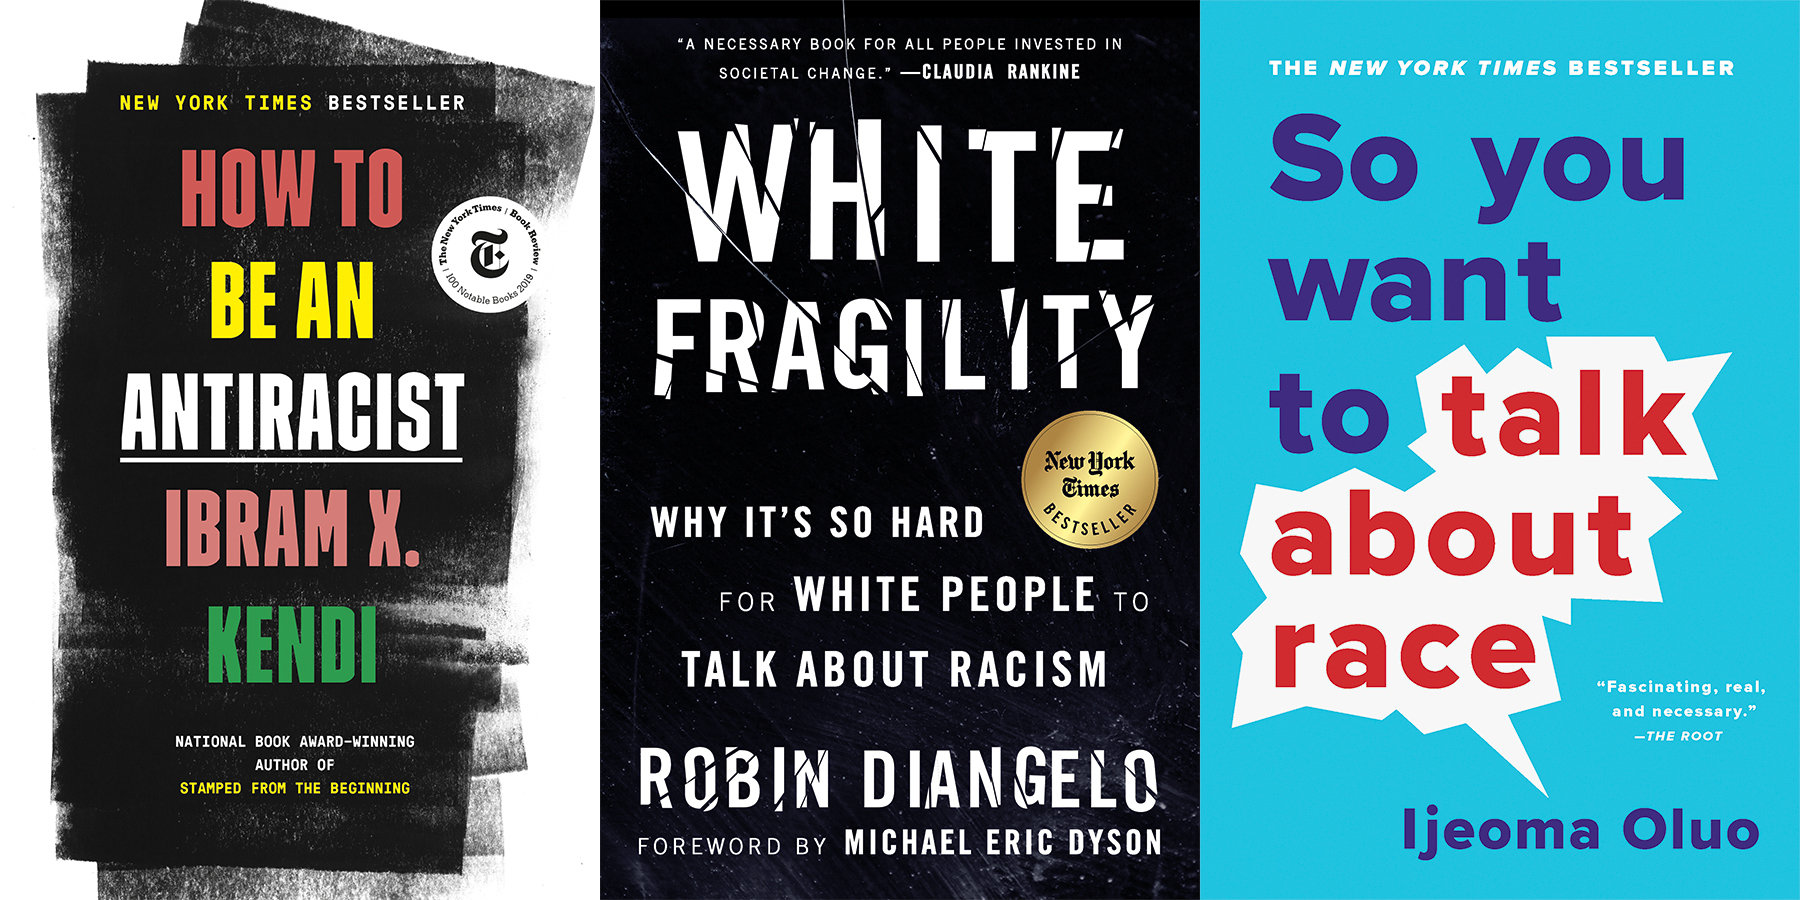 NEW YORK TIMES BESTSELLER
HOW TO
BE AN
ANTIRACIST
IBRAM X.
KENDI
The New York Times | Book Review
T
100 Notable Books 2019
NATIONAL BOOK AWARD–WINNING
AUTHOR OF
STAMPED FROM THE BEGINNING
“A NECESSARY BOOK FOR ALL PEOPLE INVESTED IN
SOCIETAL CHANGE.” —CLAUDIA RANKINE
WHITE
FRAGILITY
New York
Times
BESTSELLER
WHY IT’S SO HARD
FOR WHITE PEOPLE TO
TALK ABOUT RACISM
ROBIN DIANGELO
FOREWORD BY MICHAEL ERIC DYSON
THE NEW YORK TIMES BESTSELLER
So you
want
to talk
about
race
“Fascinating, real,
and necessary.”
—THE ROOT
Ijeoma Oluo